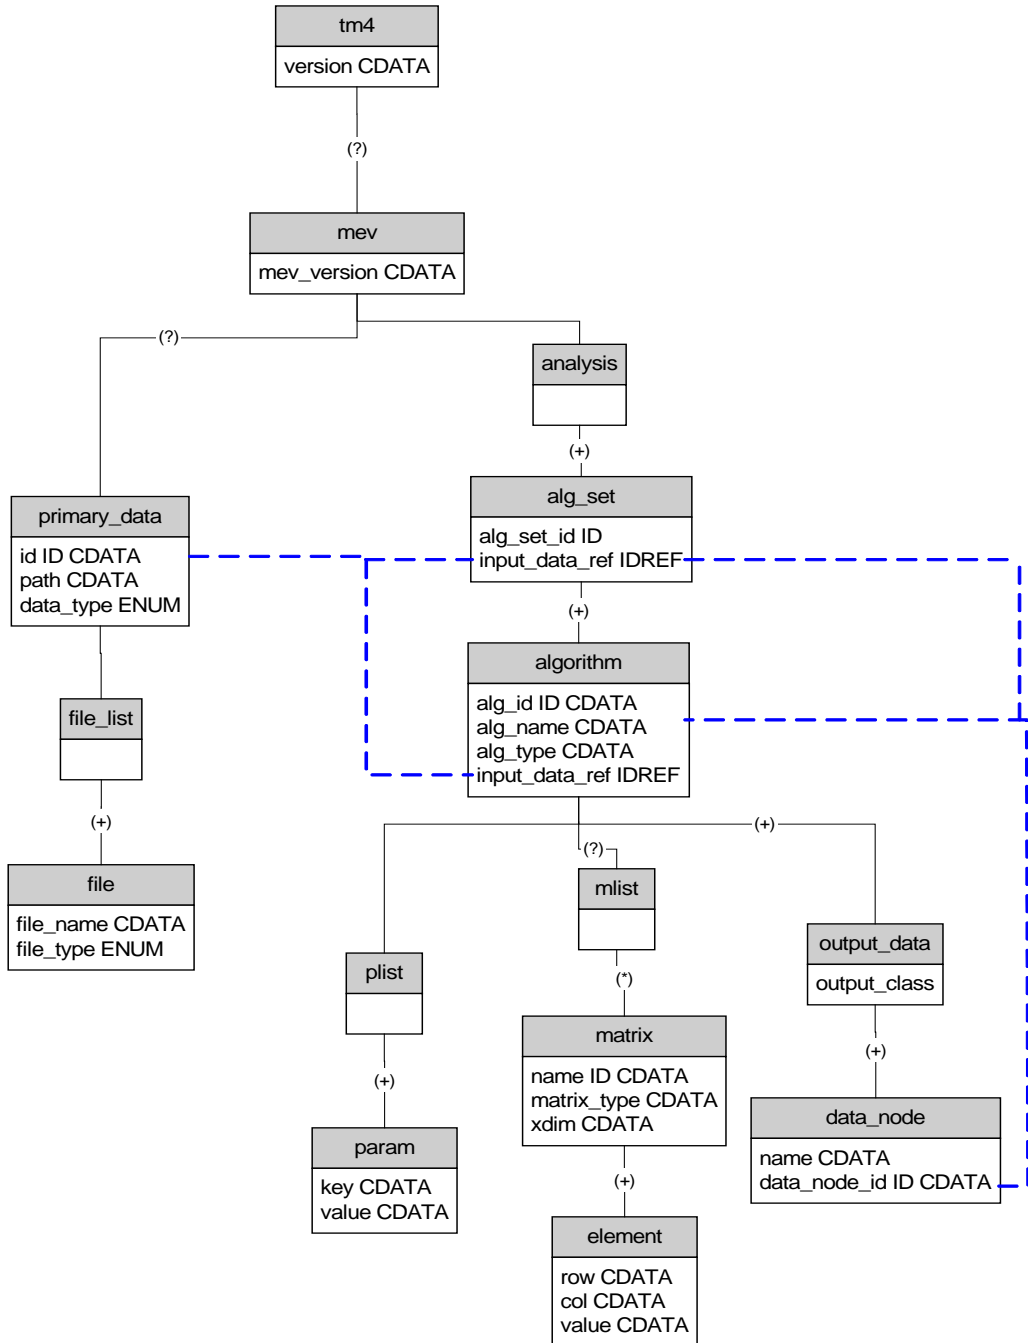 tm4
version CDATA
(?)
mev
mev_version CDATA
(?)
analysis
(+)
primary_data
id ID CDATA
path CDATA
data_type ENUM
alg_set
alg_set_id ID
input_data_ref IDREF
(+)
algorithm
alg_id ID CDATA
alg_name CDATA
alg_type CDATA
input_data_ref IDREF
file_list
(+)
file
file_name CDATA
file_type ENUM
(?)
(+)
mlist
plist
output_data
output_class
(*)
(+)
(+)
matrix
name ID CDATA
matrix_type CDATA
xdim CDATA
param
key CDATA
value CDATA
data_node
name CDATA
data_node_id ID CDATA
(+)
element
row CDATA
col CDATA
value CDATA